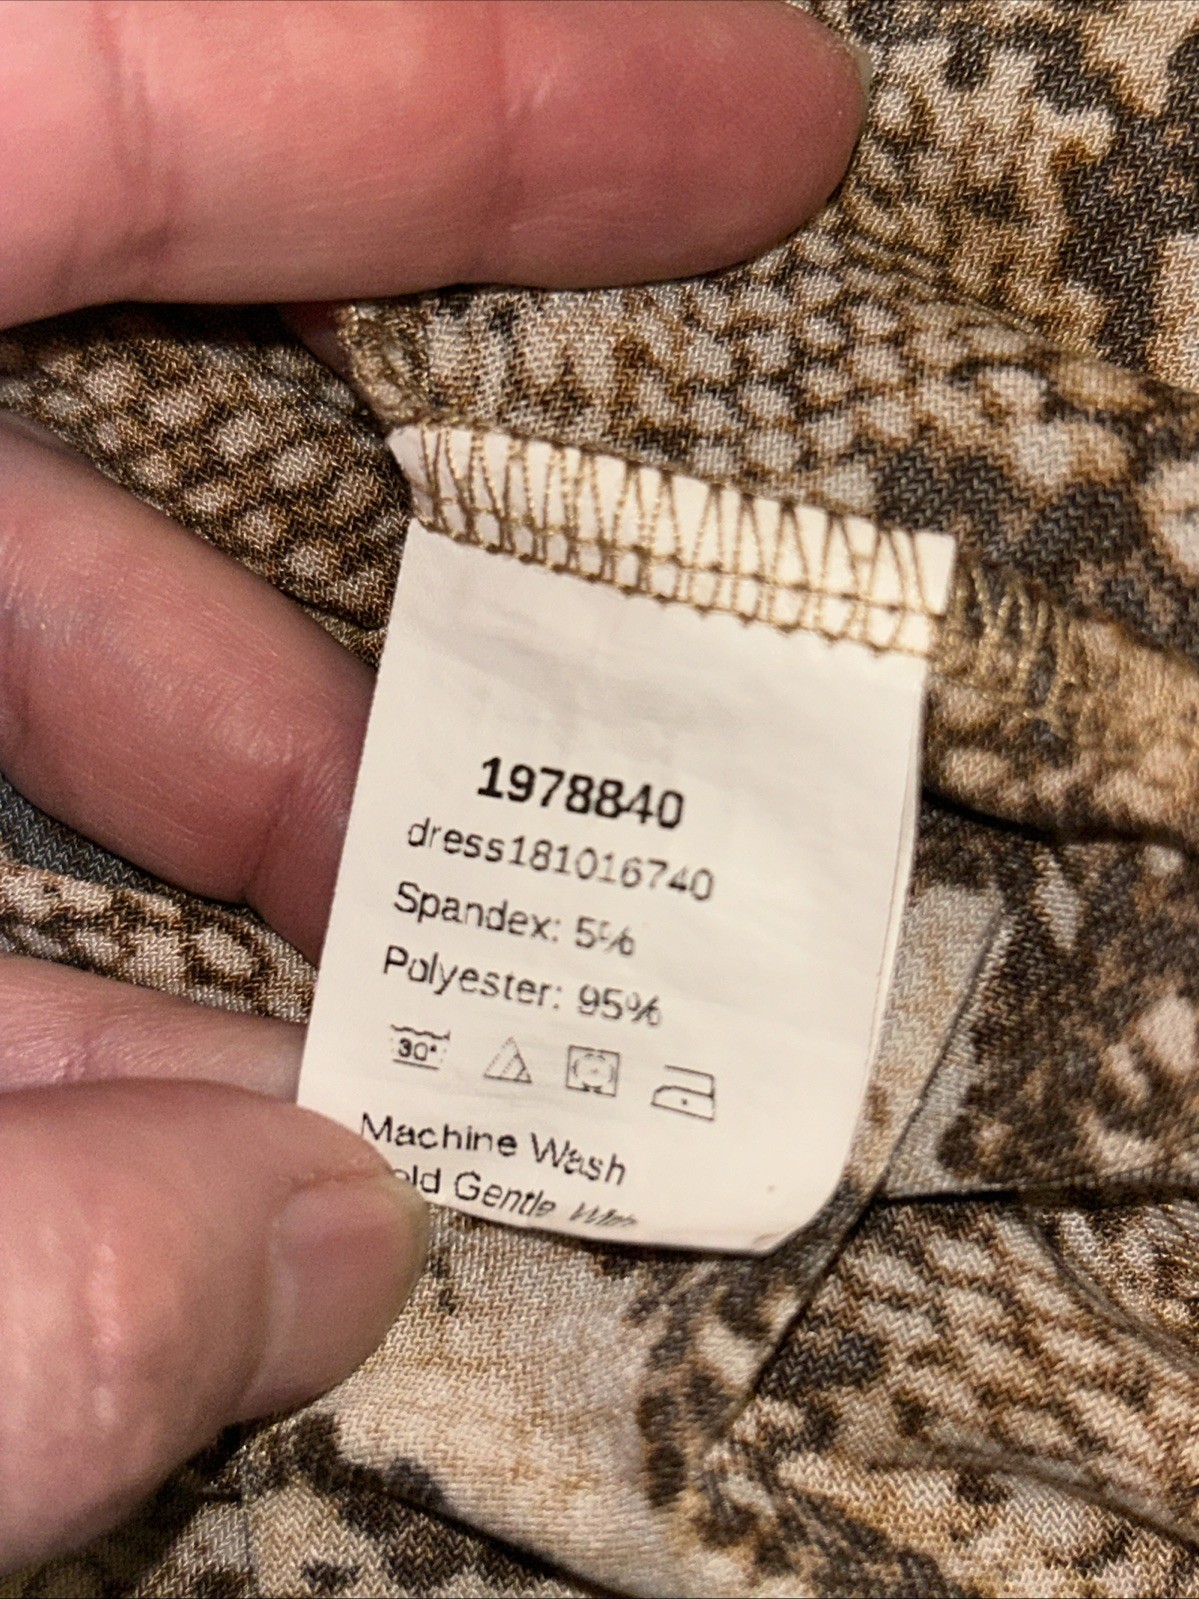 1978840
dress181016740
Spandex: 5%
Polyester: 95%
30°
Machine Wash
Gentle